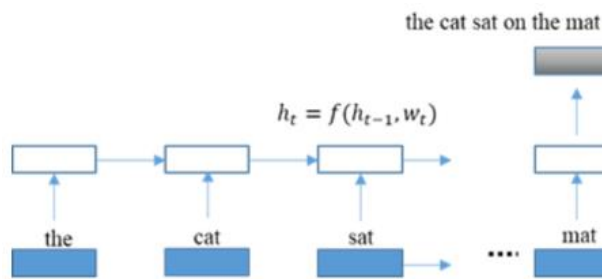 the cat sat on the mat
h_t = f(h_{t-1}, w_t)
the cat sat .... mat